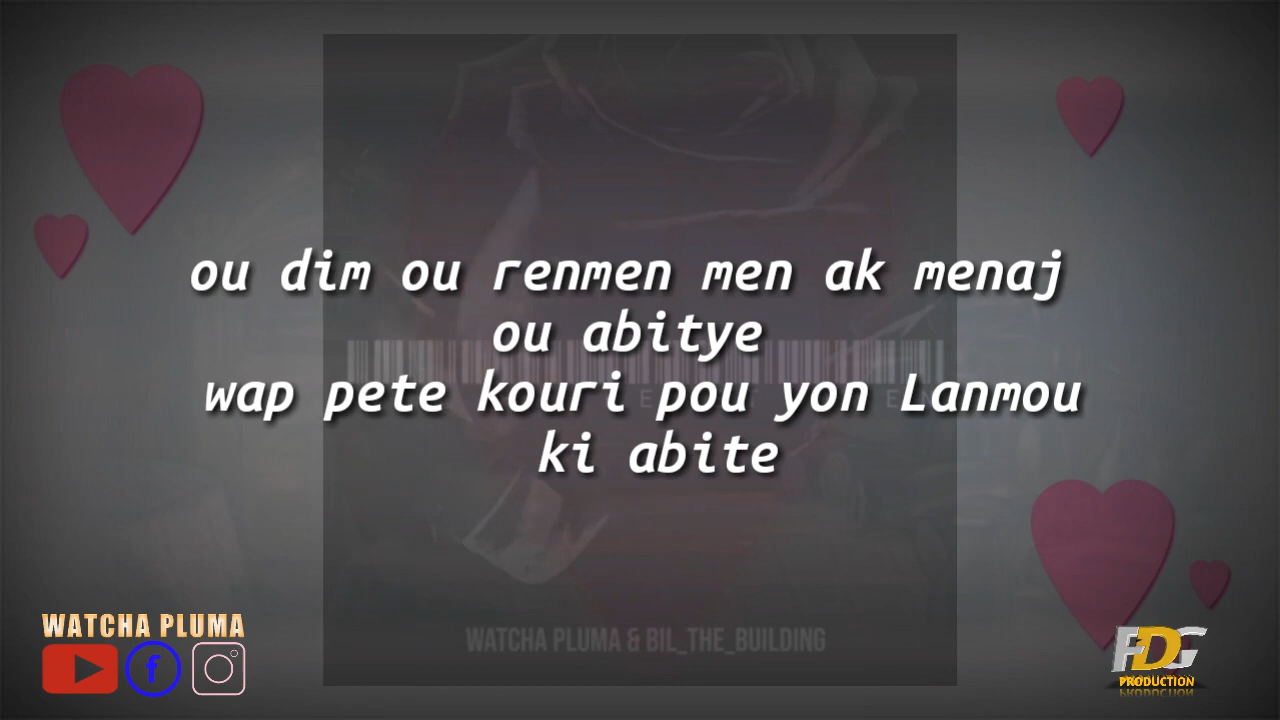 ou dim ou renmen men ak menaj
ou abitye
wap pete kouri pou yon Lanmou
ki abite
WATCHA PLUMA & BIL_THE_BUILDING
WATCHA PLUMA
FDG
PRODUCTION